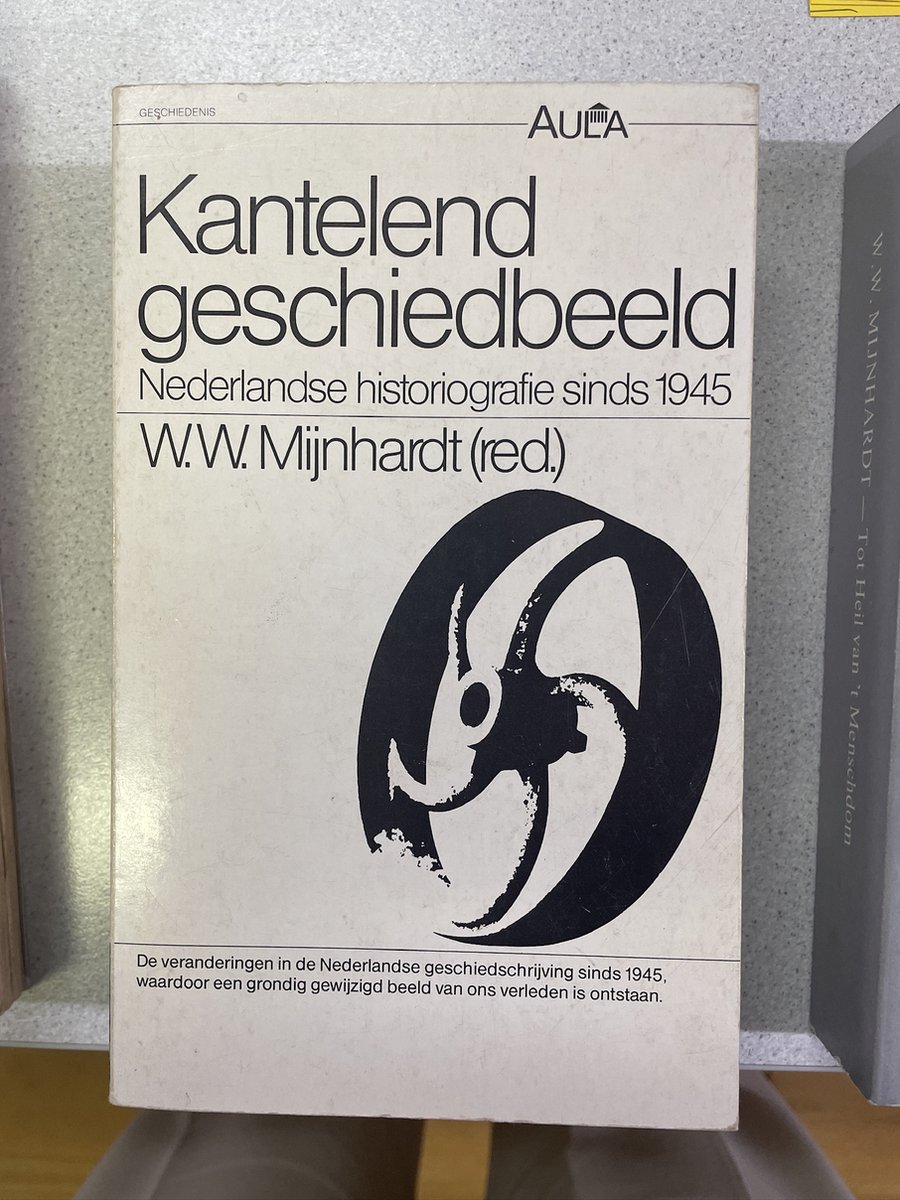 GESCHIEDENIS
AULA
Kantelend
geschiedbeeld
Nederlandse historiografie sinds 1945
W.W. Mijnhardt (red.)
De veranderingen in de Nederlandse geschiedschrijving sinds 1945,
waardoor een grondig gewijzigd beeld van ons verleden is ontstaan.
W. W. MIJNHARDT — Tot Heil van 't Menschdom